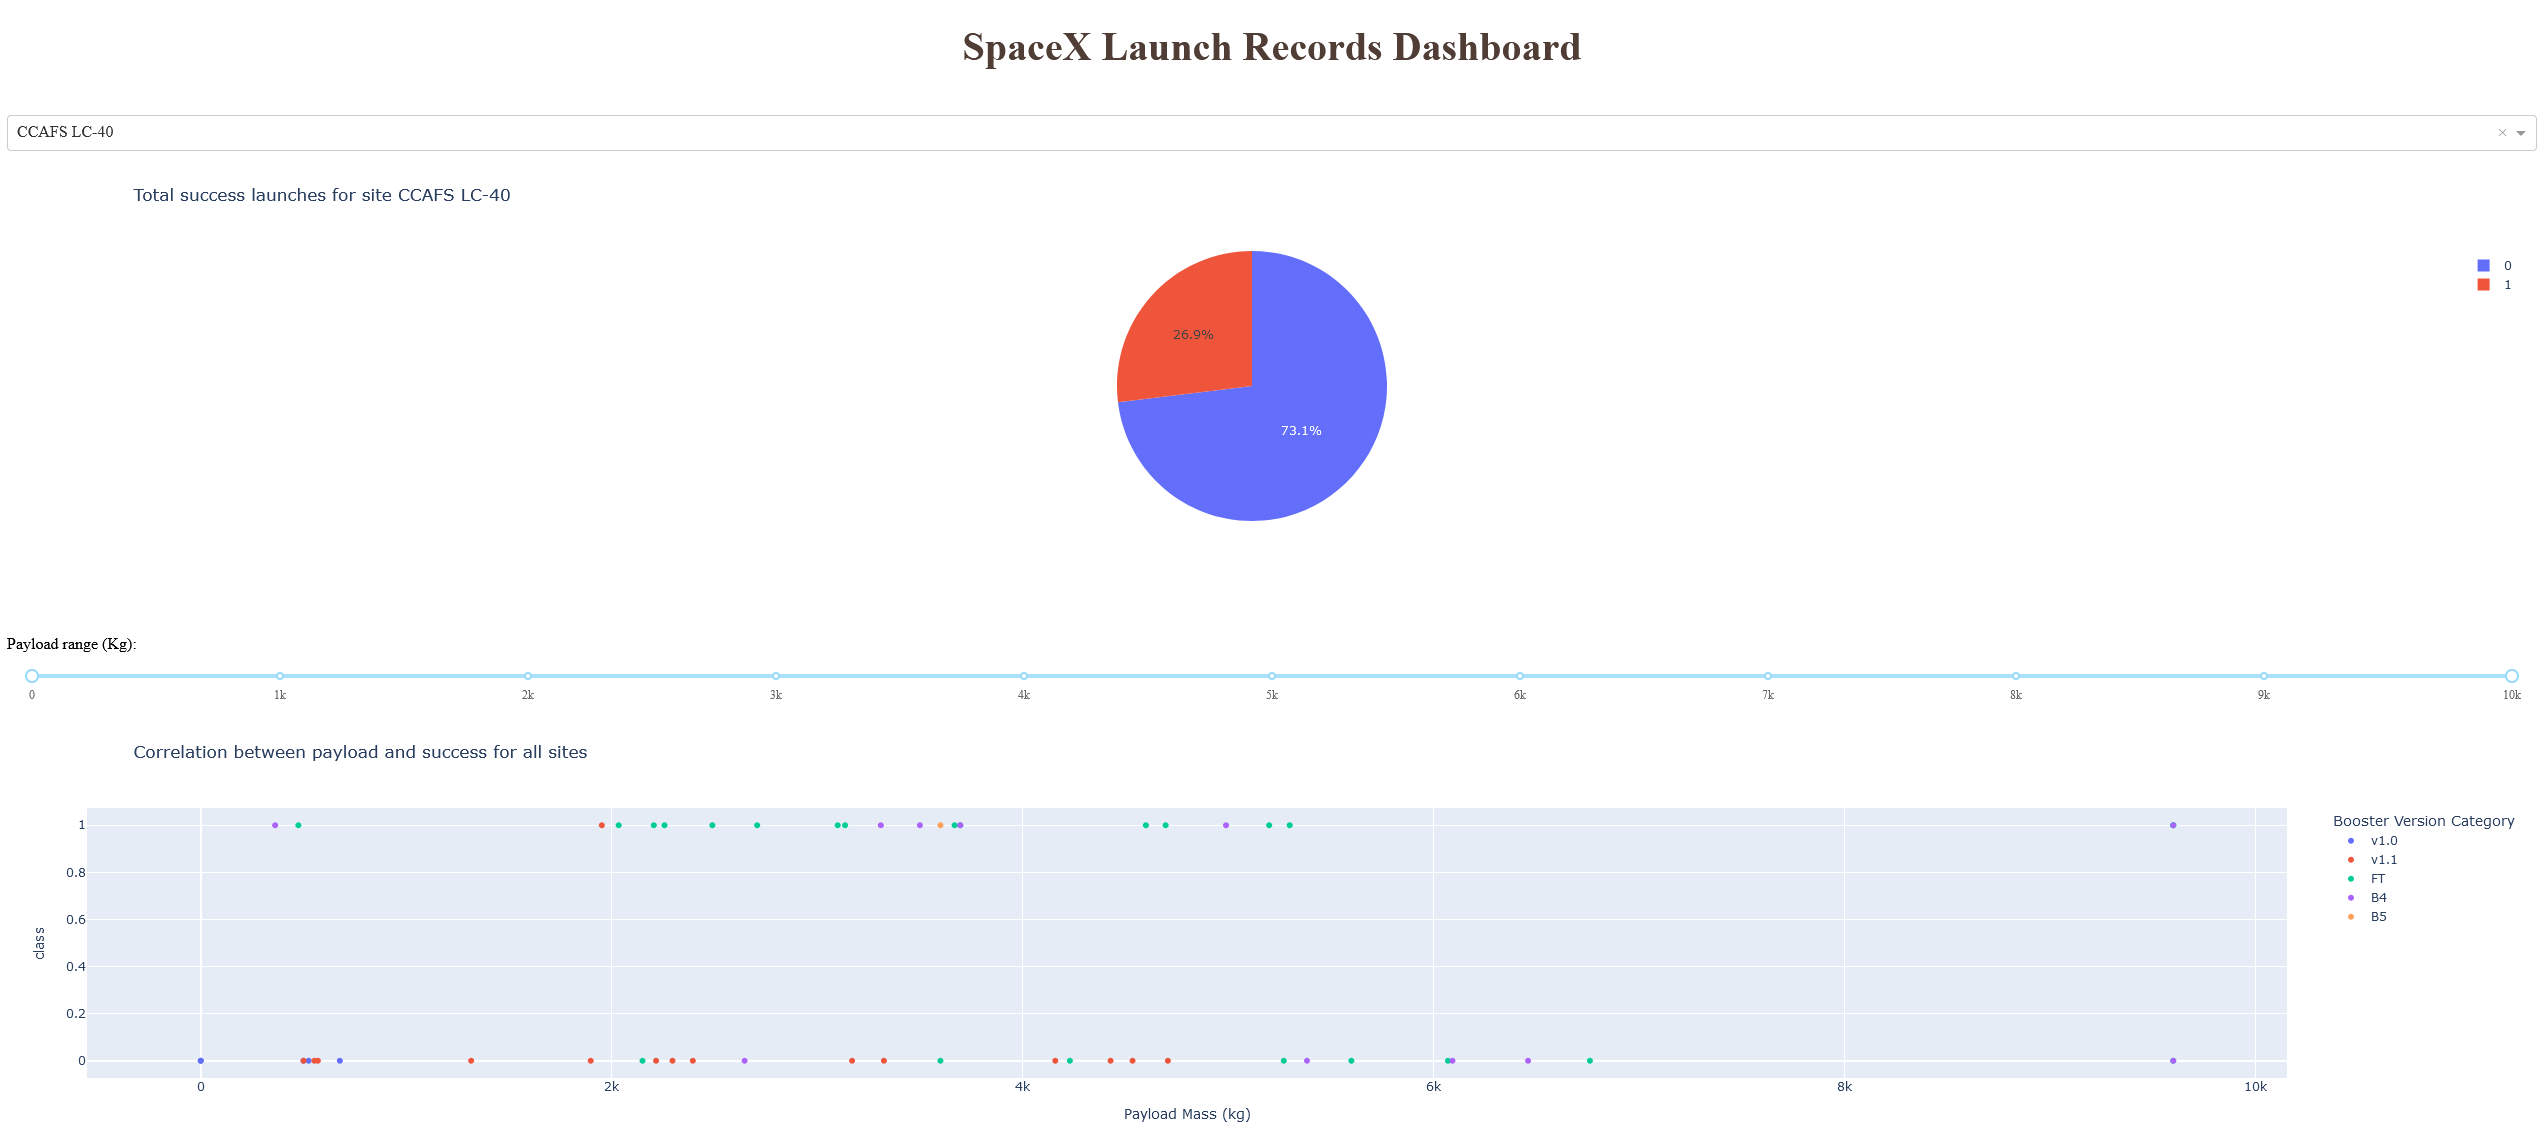 SpaceX Launch Records Dashboard
CCAFS LC-40
×
Total success launches for site CCAFS LC-40
0
1
26.9%
73.1%
Payload range (Kg):
0 1k 2k 3k 4k 5k 6k 7k 8k 9k 10k
Correlation between payload and success for all sites
1
0.8
0.6
0.4
0.2
0
class
0 2k 4k 6k 8k 10k
Payload Mass (kg)
Booster Version Category
v1.0
v1.1
FT
B4
B5